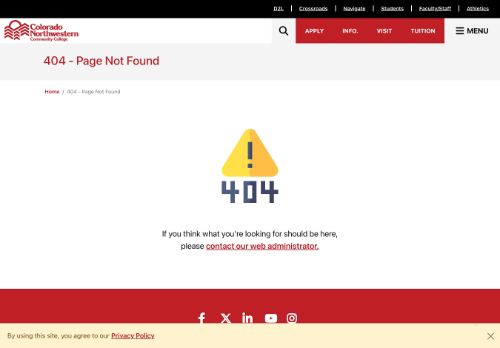 D2L | Crossroads | Navigate | Students | Faculty/Staff | Athletics
Colorado
Northwestern
Community College
APPLY INFO. VISIT TUITION MENU
404 - Page Not Found
Home / 404 - Page Not Found
404
If you think what you're looking for should be here,
please contact our web administrator.
By using this site, you agree to our Privacy Policy